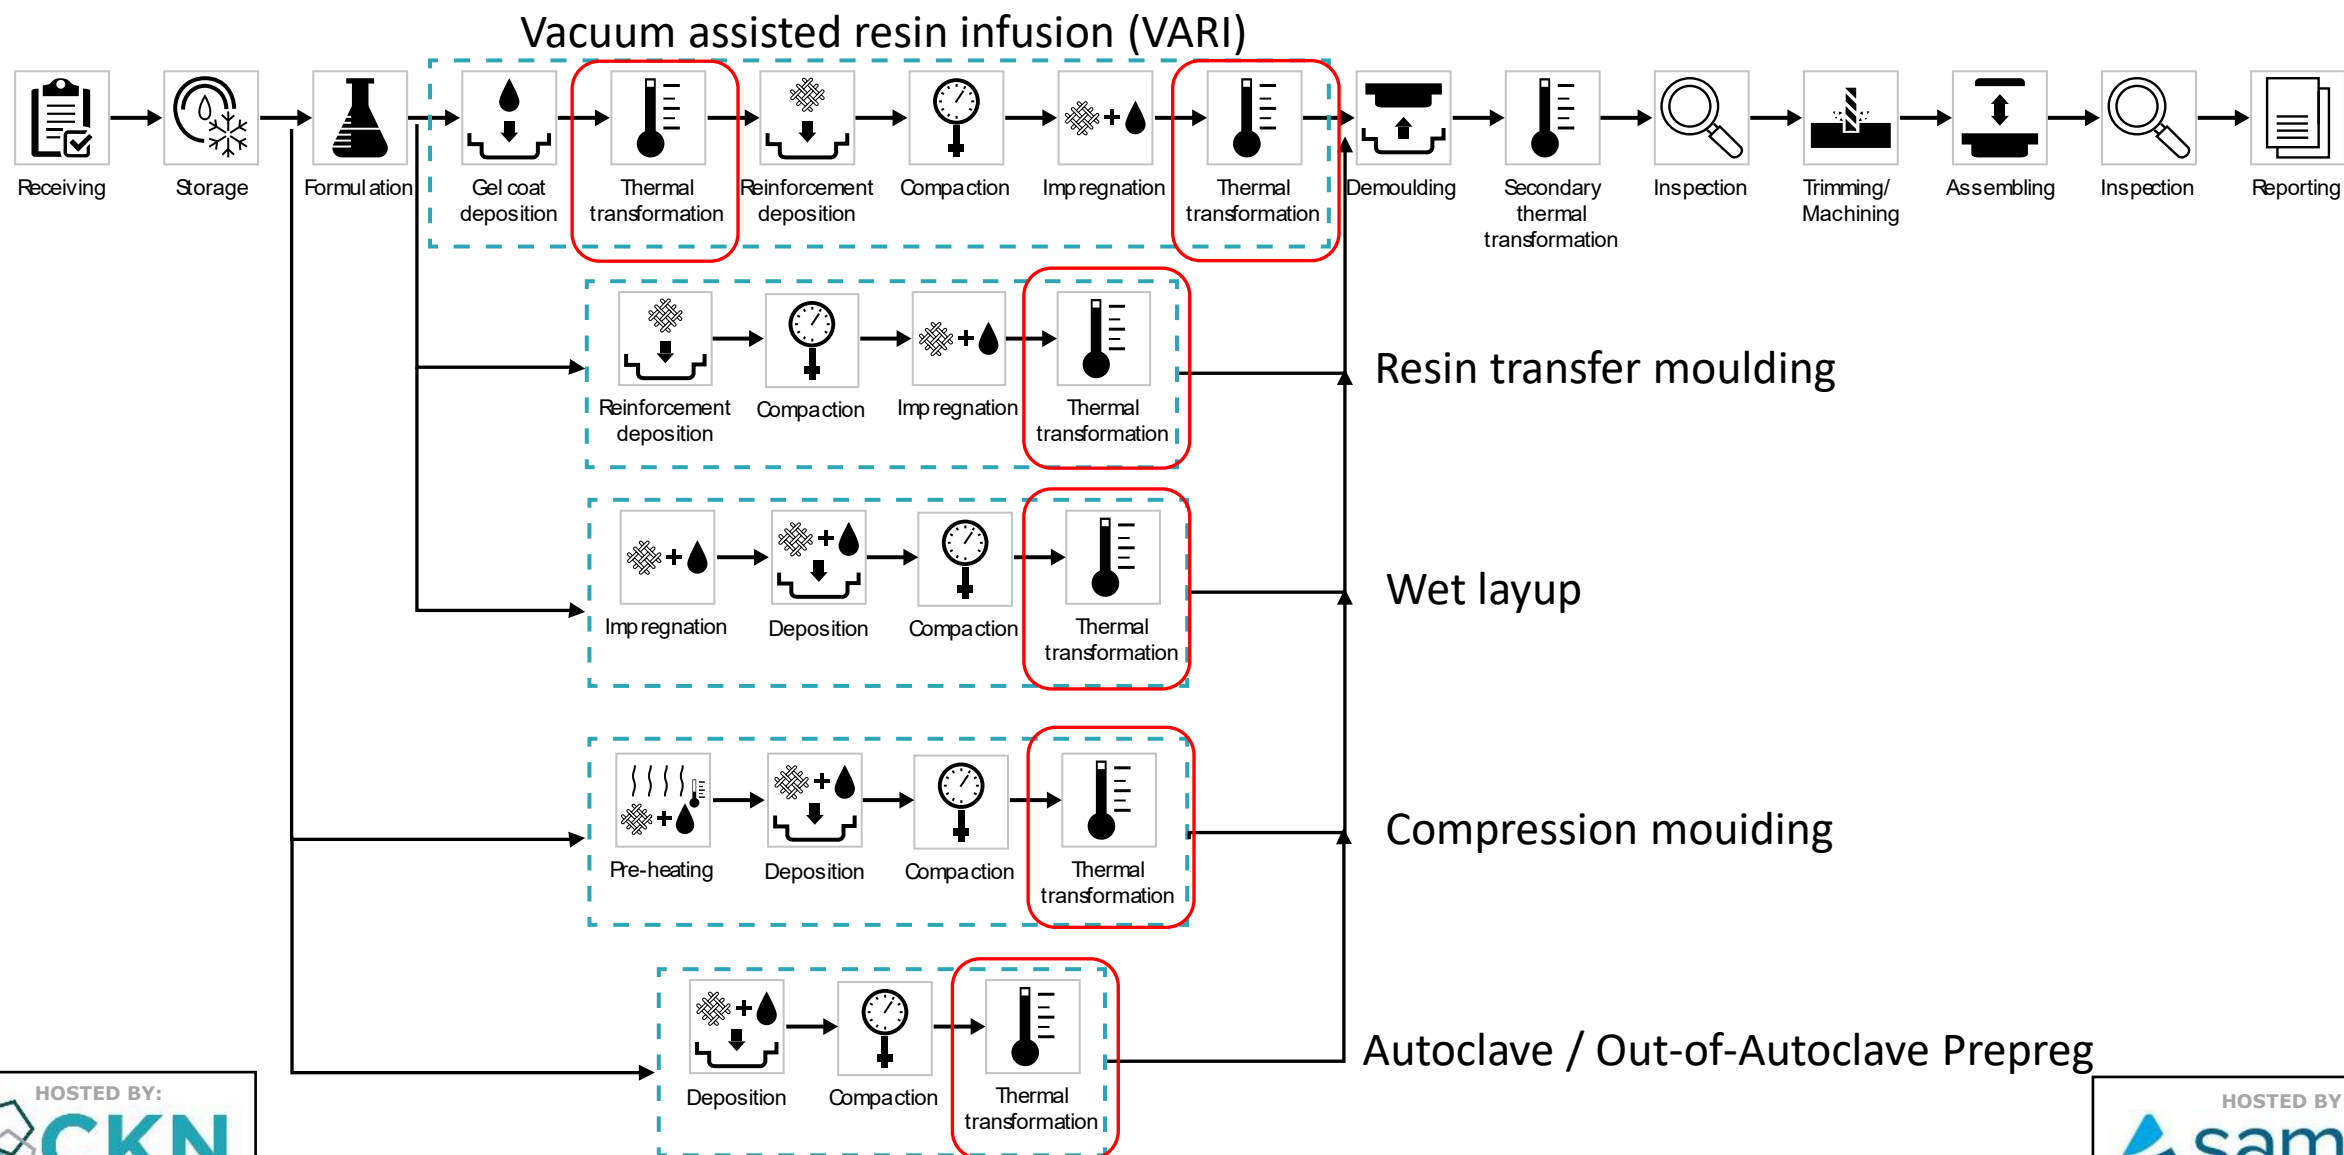 Vacuum assisted resin infusion (VARI)
Receiving
Storage
Formulation
Gel coat
deposition
Thermal
transformation
Reinforcement
deposition
Compaction
Impregnation
Thermal
transformation
Demoulding
Secondary
thermal
transformation
Inspection
Trimming/
Machining
Assembling
Inspection
Reporting
Reinforcement
deposition
Compaction
Impregnation
Thermal
transformation
Resin transfer moulding
Impregnation
Deposition
Compaction
Thermal
transformation
Wet layup
Pre-heating
Deposition
Compaction
Thermal
transformation
Compression mouiding
Deposition
Compaction
Thermal
transformation
Autoclave / Out-of-Autoclave Prepreg
HOSTED BY:
CKN
HOSTED BY
sam